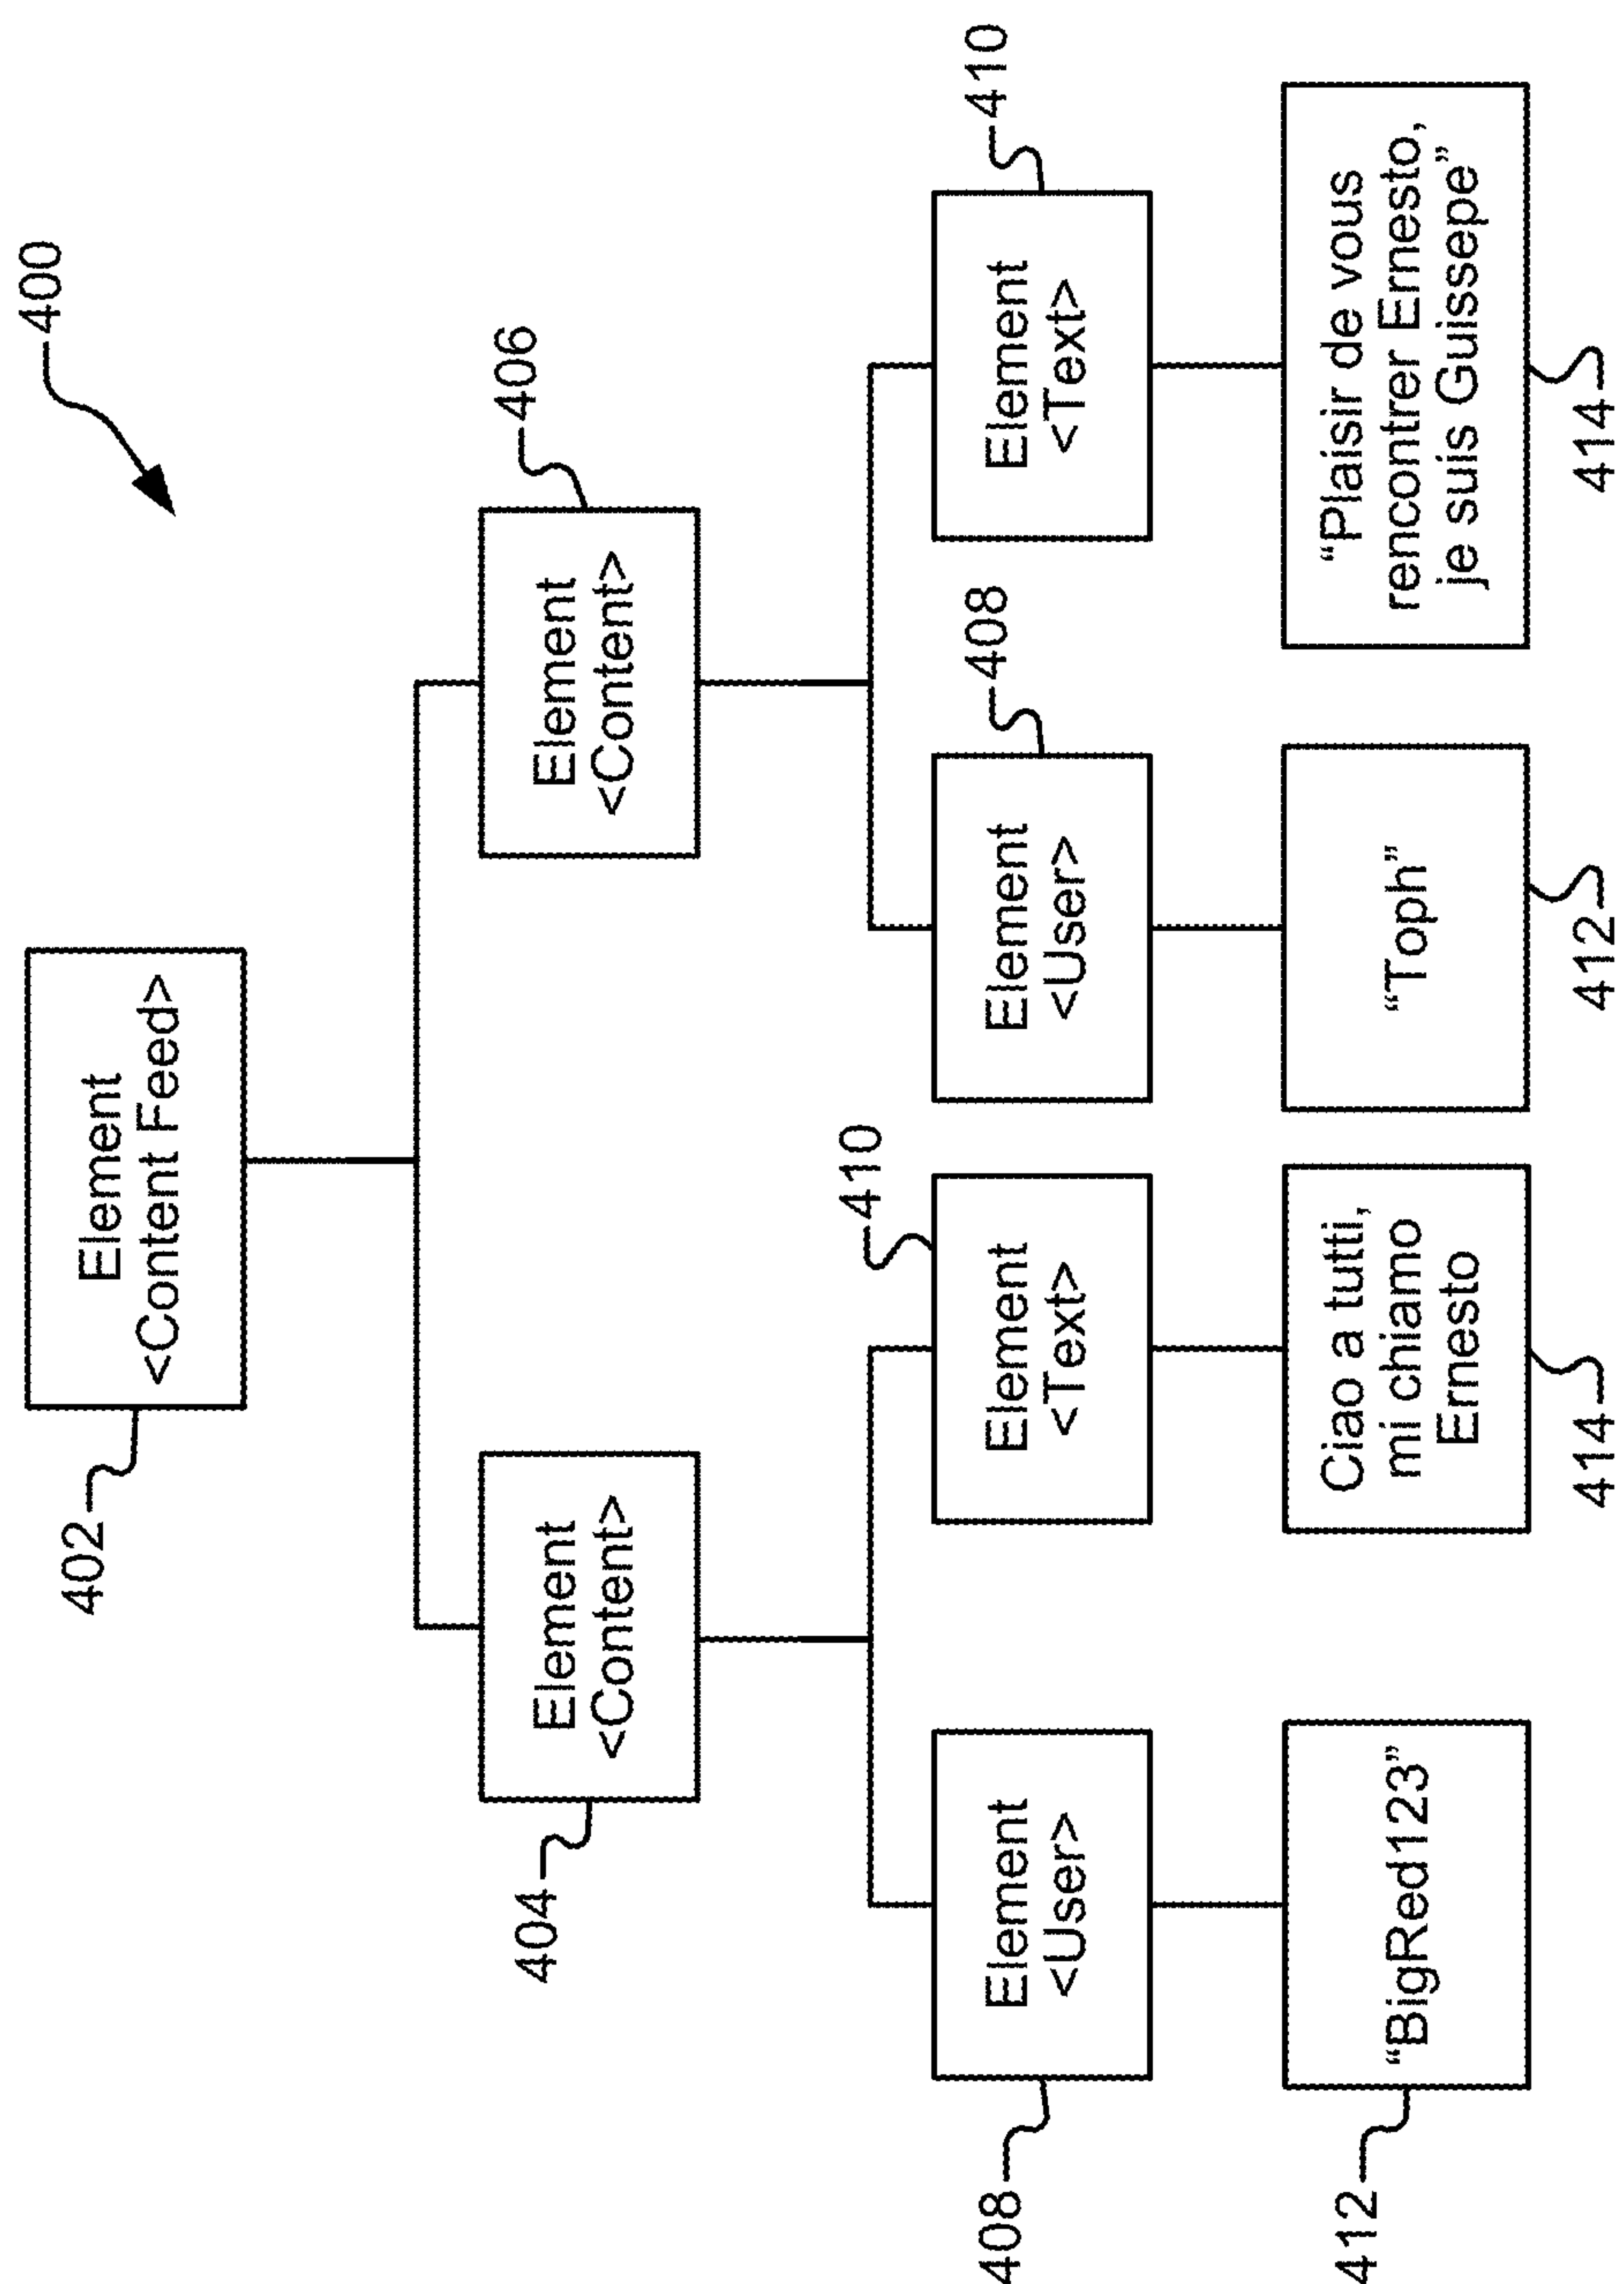 400
Element
<Content Feed>
402
Element
<Content>
404
Element
<Content>
406
Element
<User>
408
Element
<Text>
410
Element
<User>
408
Element
<Text>
410
“BigRed123”
412
Ciao a tutti,
mi chiamo
Ernesto
414
“Toph”
412
“Plaisir de vous
rencontrer Ernesto,
je suis Guissepe”
414